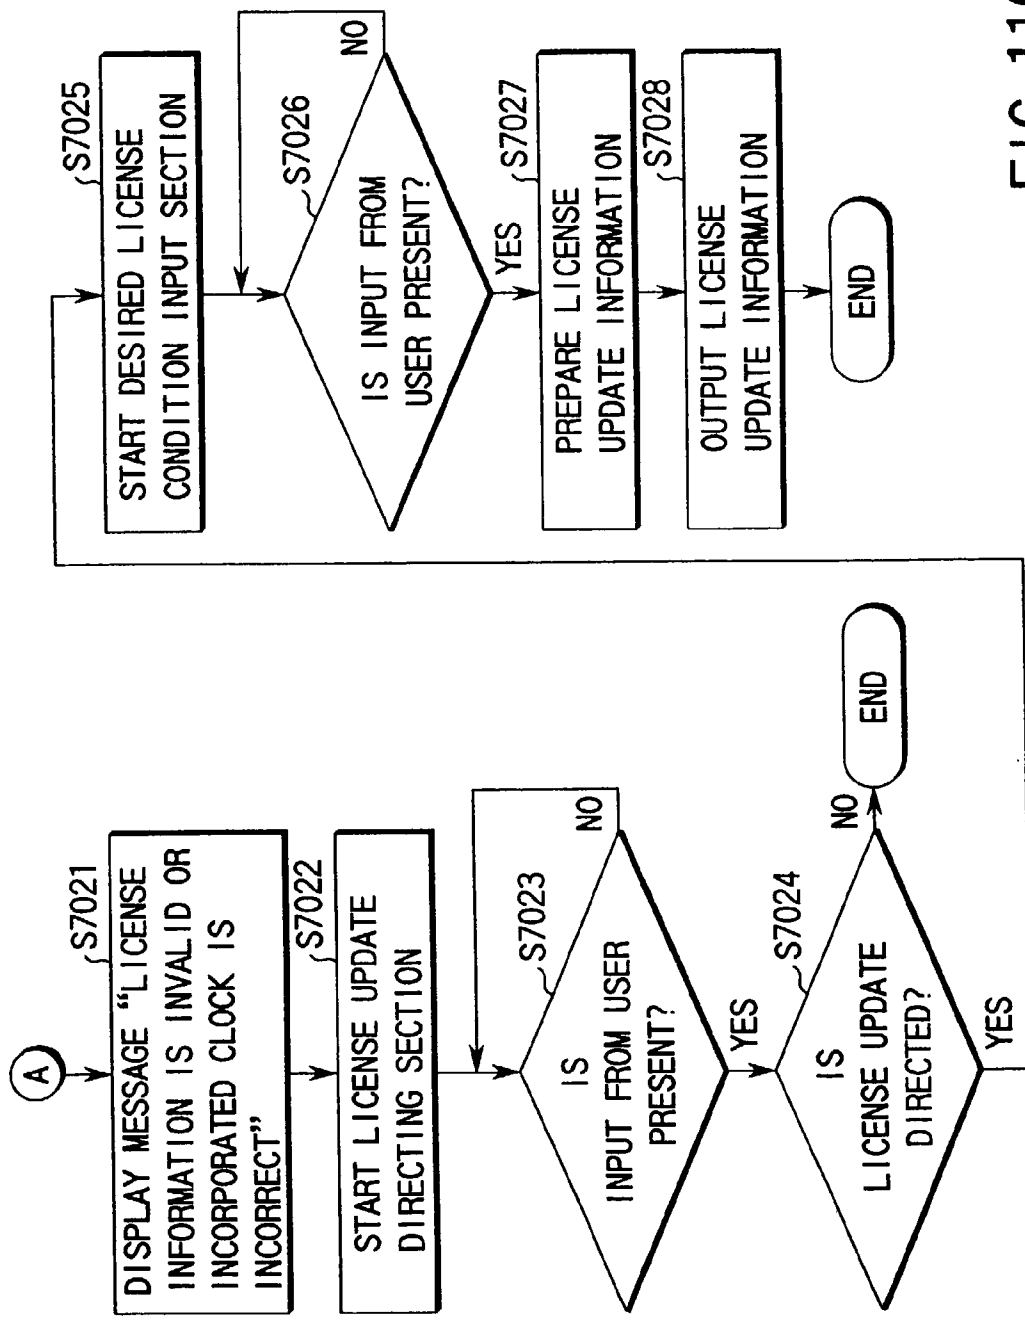 A
S7021
DISPLAY MESSAGE “LICENSE
INFORMATION IS INVALID OR
INCORPORATED CLOCK IS
INCORRECT”
S7022
START LICENSE UPDATE
DIRECTING SECTION
S7023
IS
INPUT FROM USER
PRESENT?
NO
YES
S7024
IS
LICENSE UPDATE
DIRECTED?
NO
END
YES
S7025
START DESIRED LICENSE
CONDITION INPUT SECTION
S7026
IS INPUT FROM
USER PRESENT?
NO
YES
S7027
PREPARE LICENSE
UPDATE INFORMATION
S7028
OUTPUT LICENSE
UPDATE INFORMATION
END